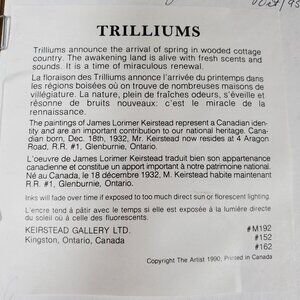 Oct/93
TRILLIUMS
Trilliums announce the arrival of spring in wooded cottage
country. The awakening land is alive with fresh scents and
sounds. It is a time of miraculous renewal.
La floraison des Trilliums annonce l'arrivée du printemps dans
les régions boisées où on trouve de nombreuses maisons de
villégiature. La nature, plein de fraîches odeurs, s'éveille et
résonne de bruits nouveaux: c'est le miracle de la
renaissance.
The paintings of James Lorimer Keirstead represent a Canadian iden-
tity and are an important contribution to our national heritage. Cana-
dian born, Dec. 18th, 1932, Mr. Keirstead now resides at 4 Aragon
Road, R.R. #1, Glenburnie, Ontario.
L'oeuvre de James Lorimer Keirstead traduit bien son appartenance
canadienne et constitue un apport important à notre patrimoine national.
Né au Canada, le 18 décembre 1932, M. Keirstead habite maintenant
R.R. #1, Glenburnie, Ontario.
Inks will fade over time if exposed to too much direct sun or florescent lighting.
L'encre tend à pâtir avec le temps si elle est exposée à la lumière directe
du soleil où à celle des fluorescents.
KEIRSTEAD GALLERY LTD. #M192
Kingston, Ontario, Canada #152
#162
Copyright The Artist 1990, Printed in Canada